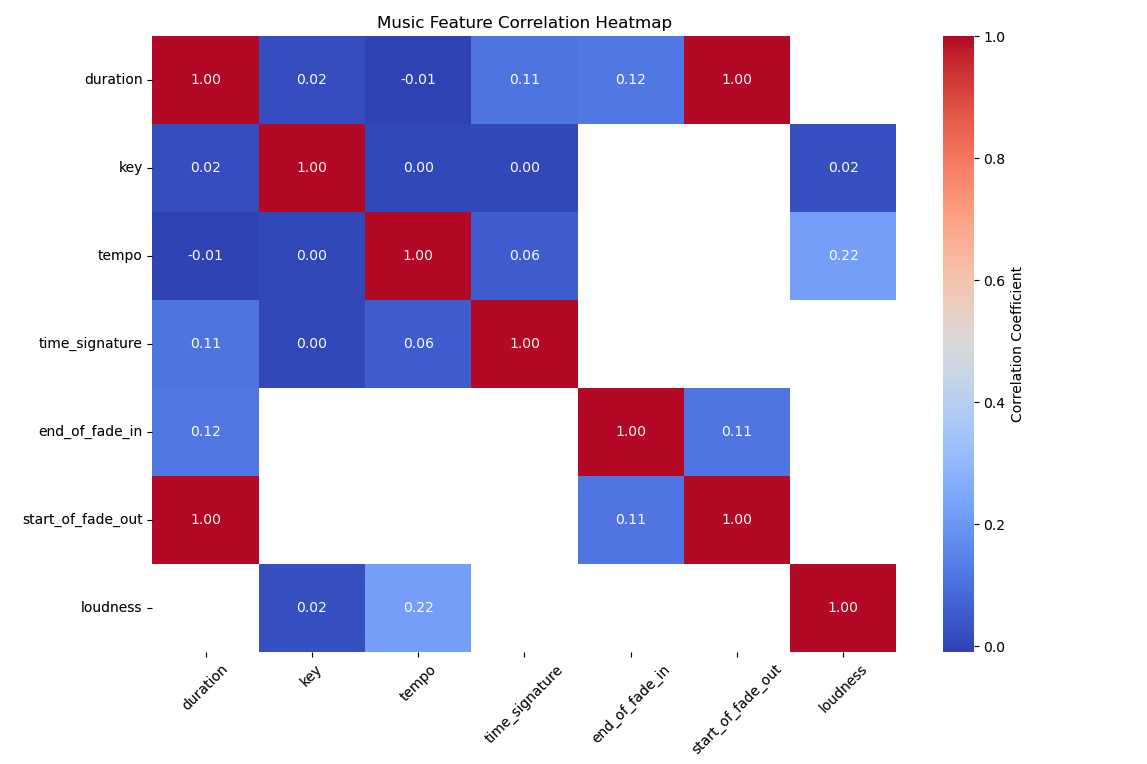 Music Feature Correlation Heatmap
duration 1.00 0.02 -0.01 0.11 0.12 1.00
key 0.02 1.00 0.00 0.00 0.02
tempo -0.01 0.00 1.00 0.06 0.22
time_signature 0.11 0.00 0.06 1.00
end_of_fade_in 0.12 1.00 0.11
start_of_fade_out 1.00 0.11 1.00
loudness 0.02 0.22 1.00
duration key tempo time_signature end_of_fade_in start_of_fade_out loudness
1.0
0.8
0.6
0.4
0.2
0.0
Correlation Coefficient